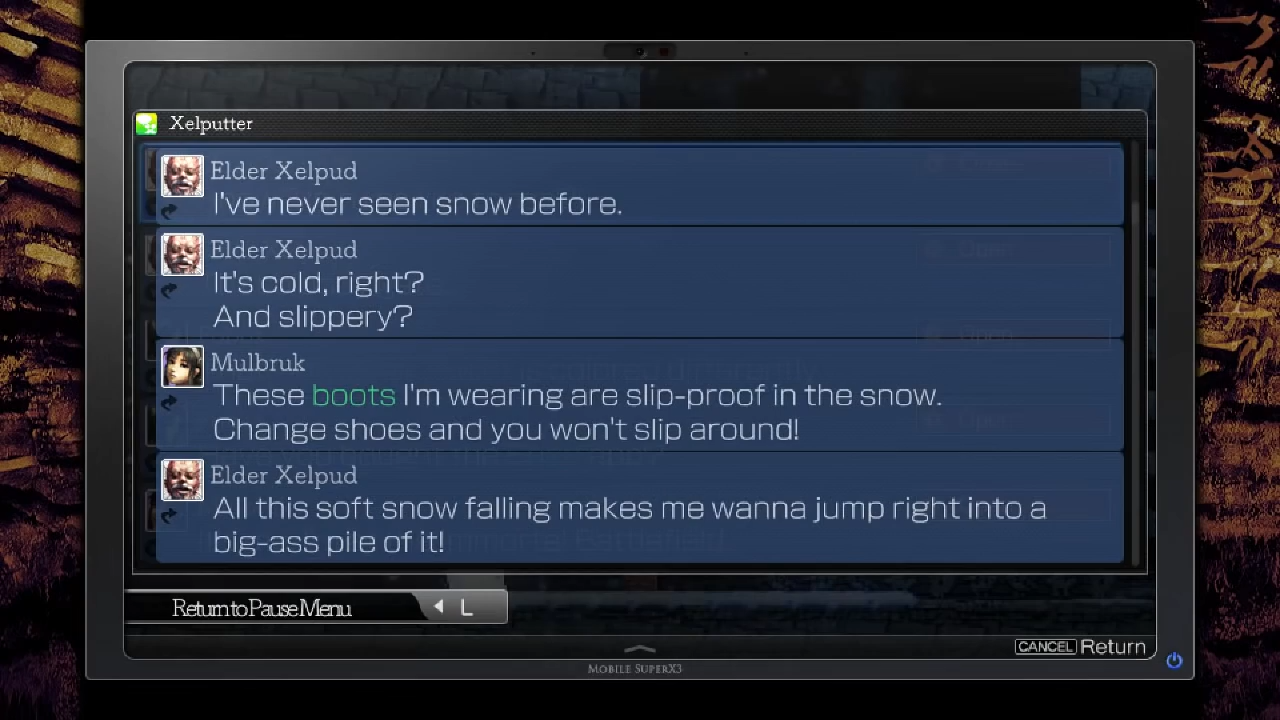 Xelputter
Elder Xelpud
I've never seen snow before.
Elder Xelpud
It's cold, right?
And slippery?
Mulbruk
These boots I'm wearing are slip-proof in the snow.
Change shoes and you won't slip around!
Elder Xelpud
All this soft snow falling makes me wanna jump right into a
big-ass pile of it!
Return to Pause Menu
L
CANCEL Return
MOBILE SUPERX3